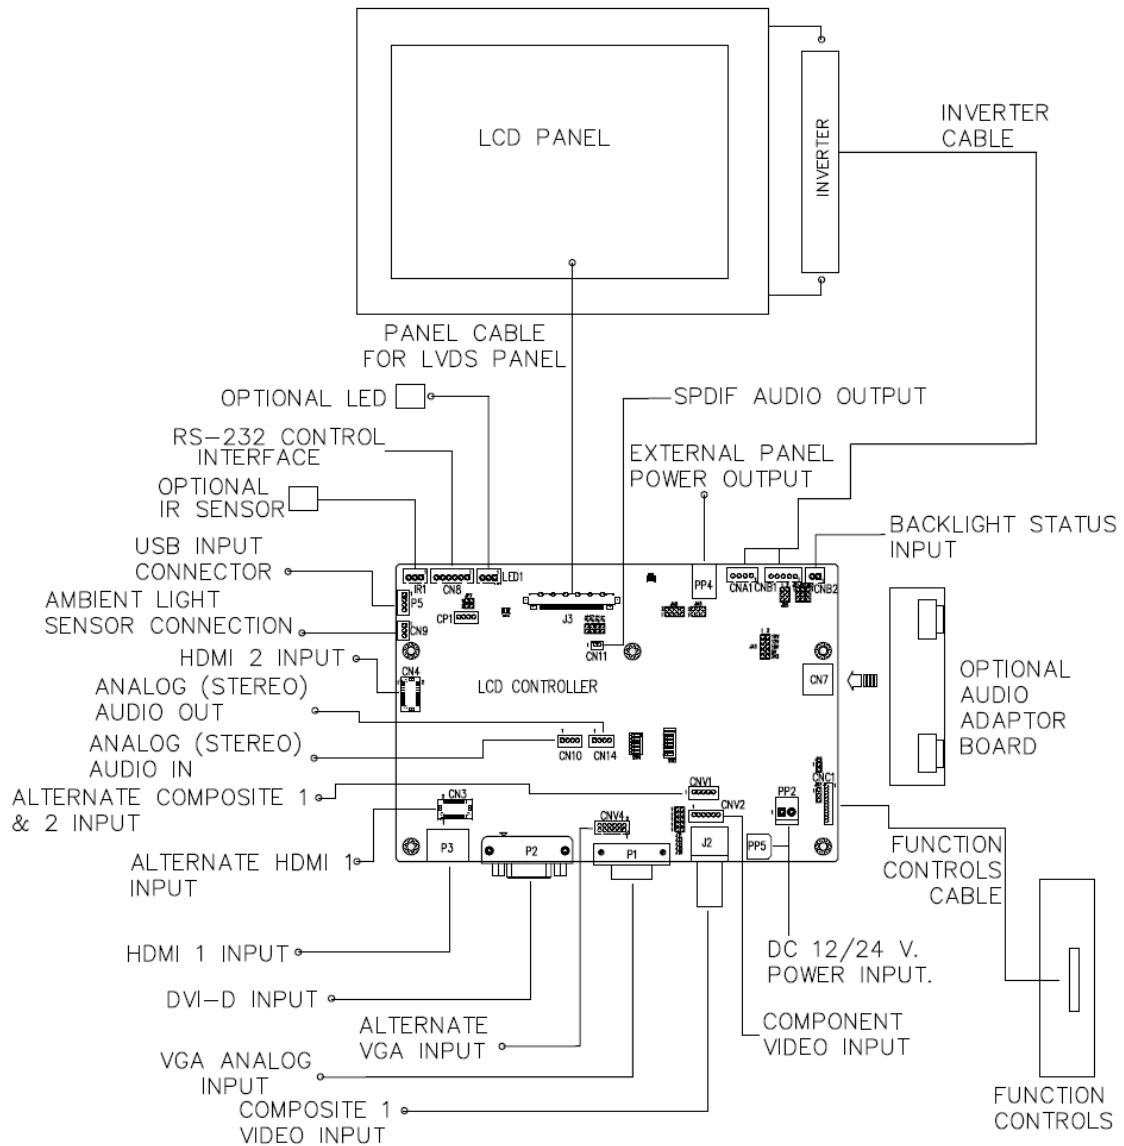 LCD PANEL
INVERTER
INVERTER
CABLE
PANEL CABLE
FOR LVDS PANEL
OPTIONAL LED
SPDIF AUDIO OUTPUT
RS-232 CONTROL
INTERFACE
EXTERNAL PANEL
POWER OUTPUT
OPTIONAL
IR SENSOR
BACKLIGHT STATUS
INPUT
USB INPUT
CONNECTOR
AMBIENT LIGHT
SENSOR CONNECTION
HDMI 2 INPUT
ANALOG (STEREO)
AUDIO OUT
ANALOG (STEREO)
AUDIO IN
ALTERNATE COMPOSITE 1
& 2 INPUT
ALTERNATE HDMI 1
INPUT
IR1
CN6
LED1
PP4
CNA1
CNB1
CNB2
P5
CP1
J3
CN9
CN11
CN4
LCD CONTROLLER
CN7
OPTIONAL
AUDIO
ADAPTOR
BOARD
CN10
CN14
CN3
CNV1
PP2
CNC1
CNV4
CNV2
P3
P2
P1
J2
PP5
FUNCTION
CONTROLS
CABLE
HDMI 1 INPUT
DC 12/24 V.
POWER INPUT.
DVI-D INPUT
ALTERNATE
VGA INPUT
COMPONENT
VIDEO INPUT
VGA ANALOG
INPUT
COMPOSITE 1
VIDEO INPUT
FUNCTION
CONTROLS